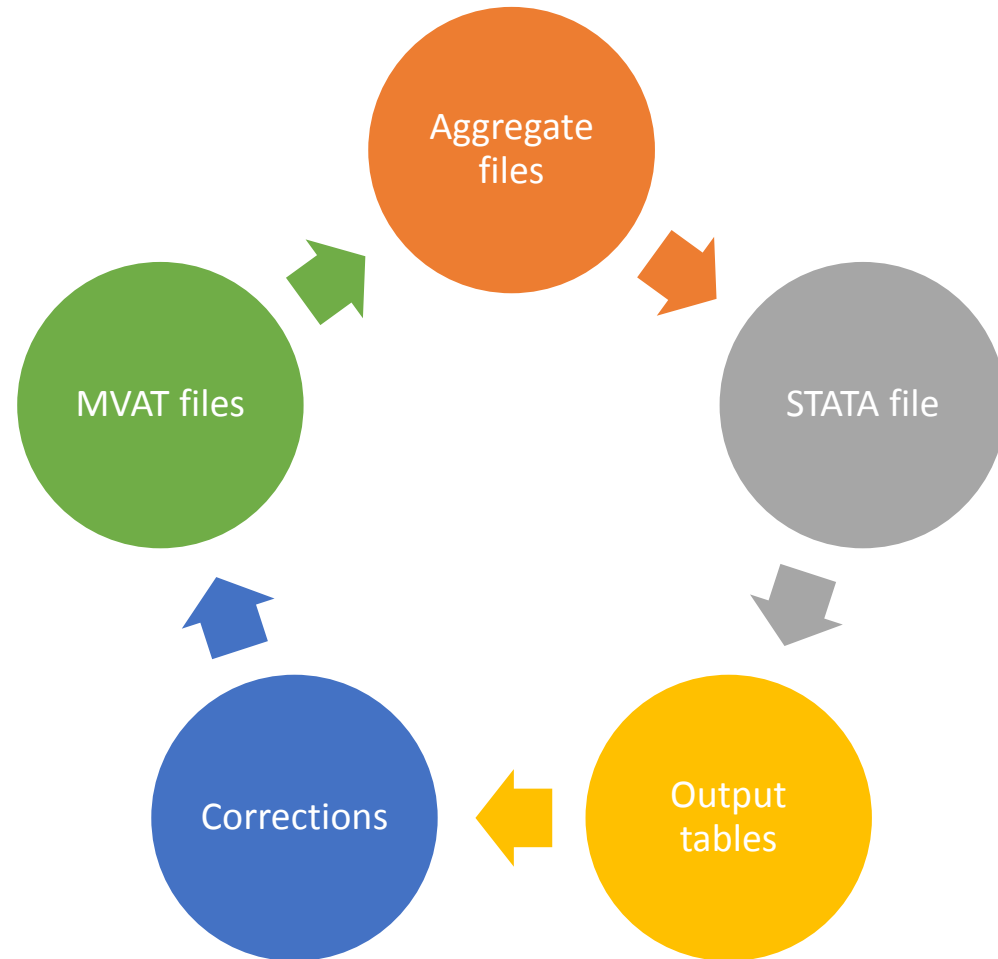 Aggregate
files
MVAT files
STATA file
Corrections
Output
tables